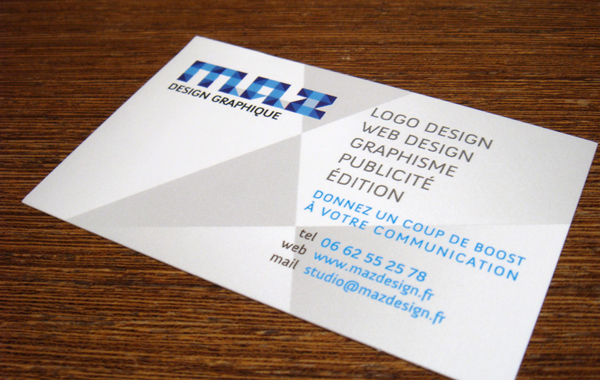 maz
DESIGN GRAPHIQUE
LOGO DESIGN
WEB DESIGN
GRAPHISME
PUBLICITÉ
ÉDITION
DONNEZ UN COUP DE BOOST
À VOTRE COMMUNICATION
tel 06 62 55 25 78
web www.mazdesign.fr
mail studio@mazdesign.fr